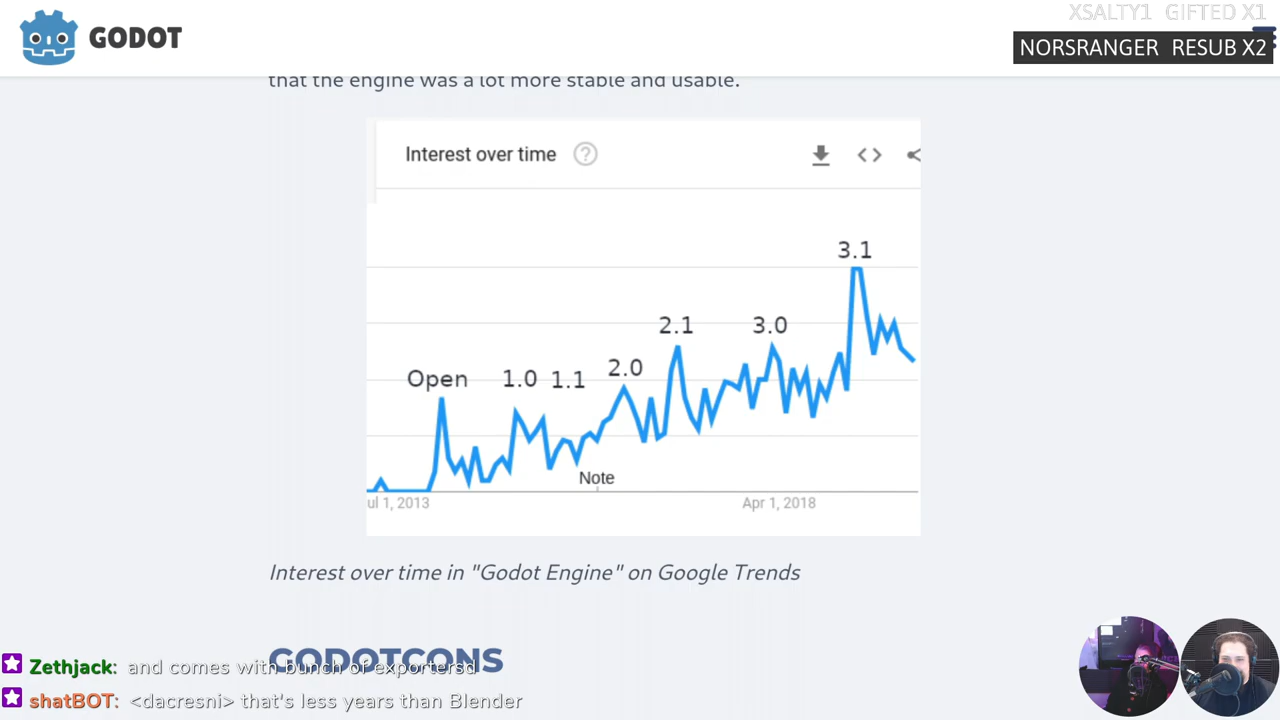 GODOT
XSALTY1 GIFTED X1
NORSRANGER RESUB X2
that the engine was a lot more stable and usable.
Interest over time
3.1
2.1
3.0
2.0
Open
1.0
1.1
Note
ul 1, 2013
Apr 1, 2018
Interest over time in "Godot Engine" on Google Trends
GODOTCONS
Zethjack: and comes with bunch of exportersd
shatBOT: <dacresni> that's less years than Blender